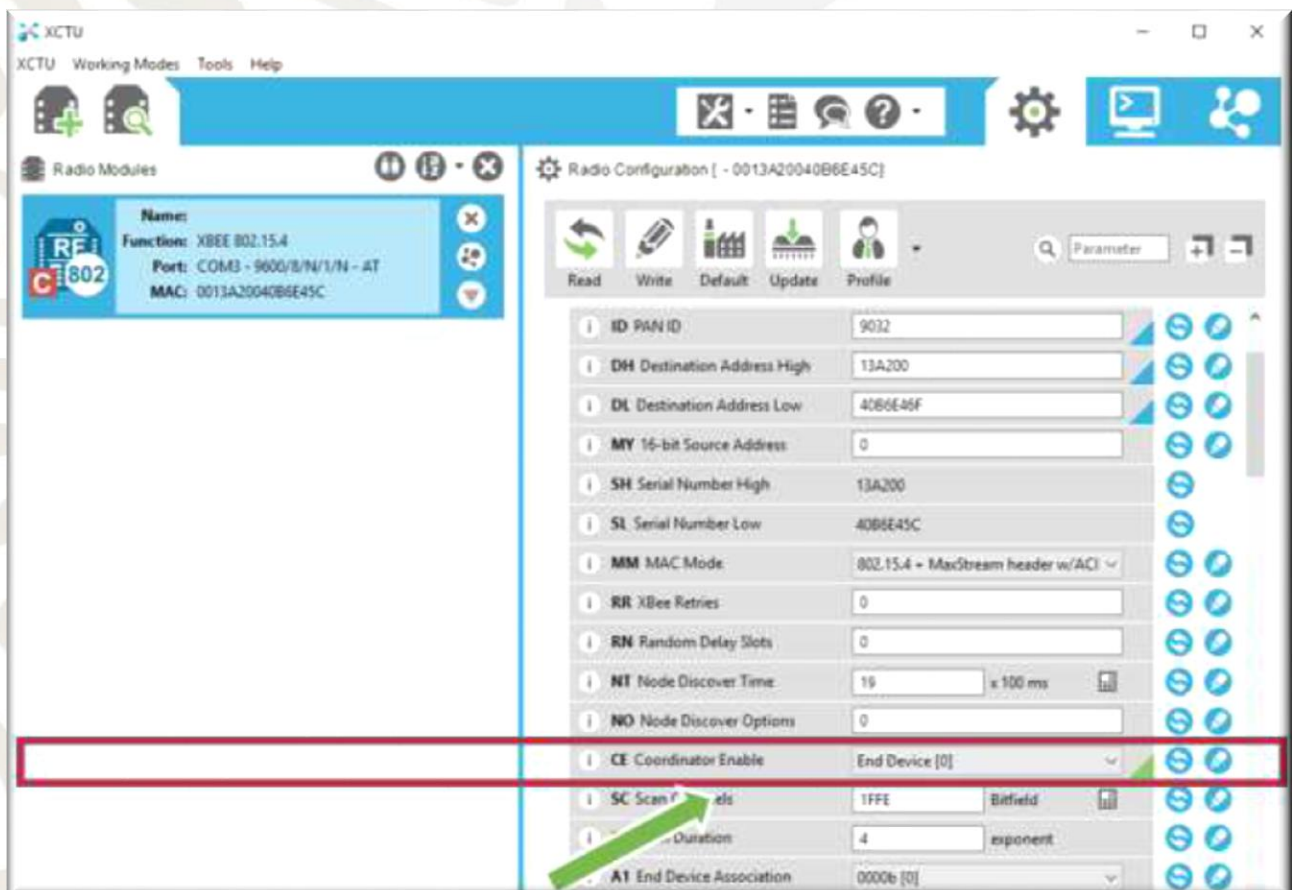 XCTU
XCTU Working Modes Tools Help
Radio Modules
Name:
Function: XBEE 802.15.4
Port: COM3 - 9600/8/N/1/N - AT
MAC: 0013A20040B6E45C
RF
C 802
Radio Configuration [ - 0013A20040B6E45C]
Read Write Default Update Profile
Parameter
i ID PAN ID 9032
i DH Destination Address High 13A200
i DL Destination Address Low 40B6E46F
i MY 16-bit Source Address 0
i SH Serial Number High 13A200
i SL Serial Number Low 40B6E45C
i MM MAC Mode 802.15.4 + MaxStream header w/ACI
i RR XBee Retries 0
i RN Random Delay Slots 0
i NT Node Discover Time 19 x 100 ms
i NO Node Discover Options 0
i CE Coordinator Enable End Device [0]
i SC Scan 1FFE Bitfield
Duration 4 exponent
A1 End Device Association 0000b [0]